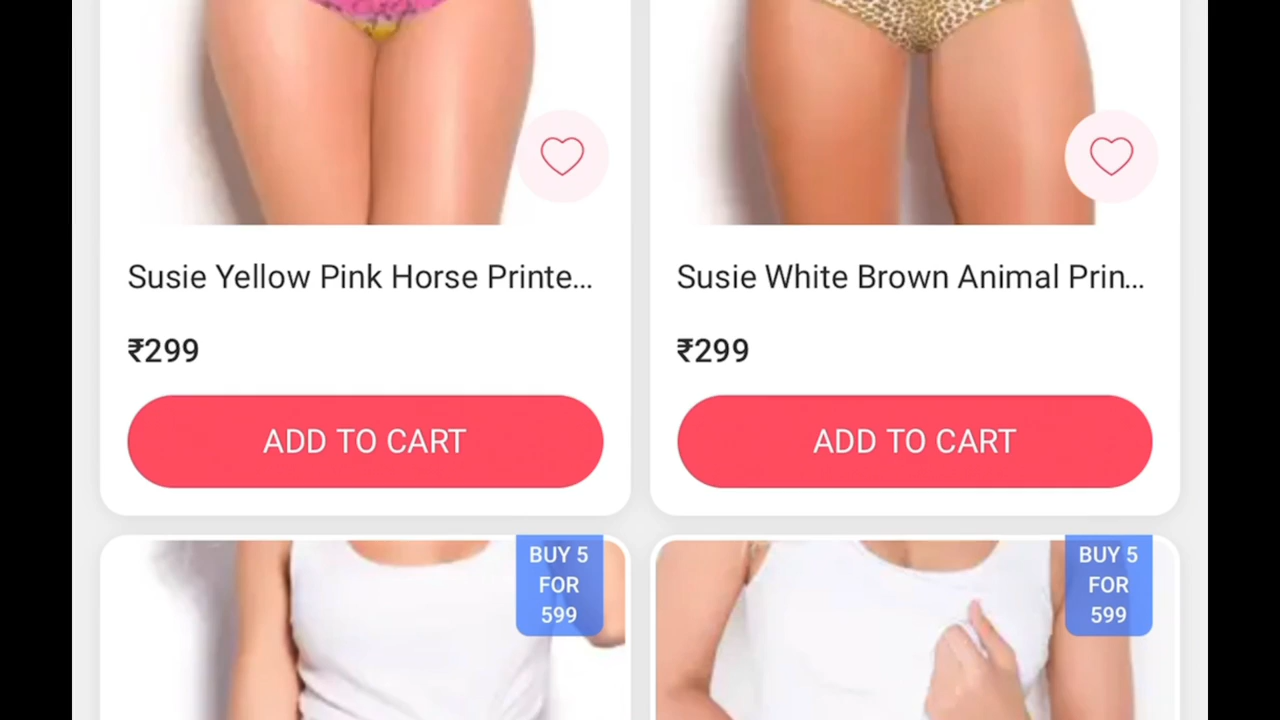 Susie Yellow Pink Horse Printe...
Susie White Brown Animal Prin...
₹299
₹299
ADD TO CART
ADD TO CART
BUY 5
FOR
599
BUY 5
FOR
599